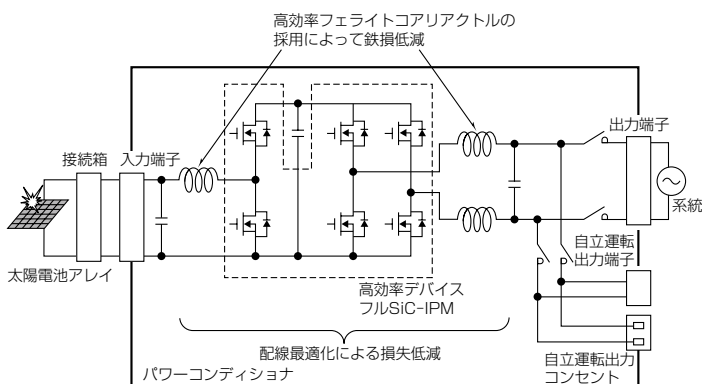 高効率フェライトコアリアクトルの
採用によって鉄損低減
接続箱
入力端子
出力端子
系統
太陽電池アレイ
自立運転
出力端子
高効率デバイス
フルSiC-IPM
配線最適化による損失低減
自立運転出力
コンセント
パワーコンディショナ